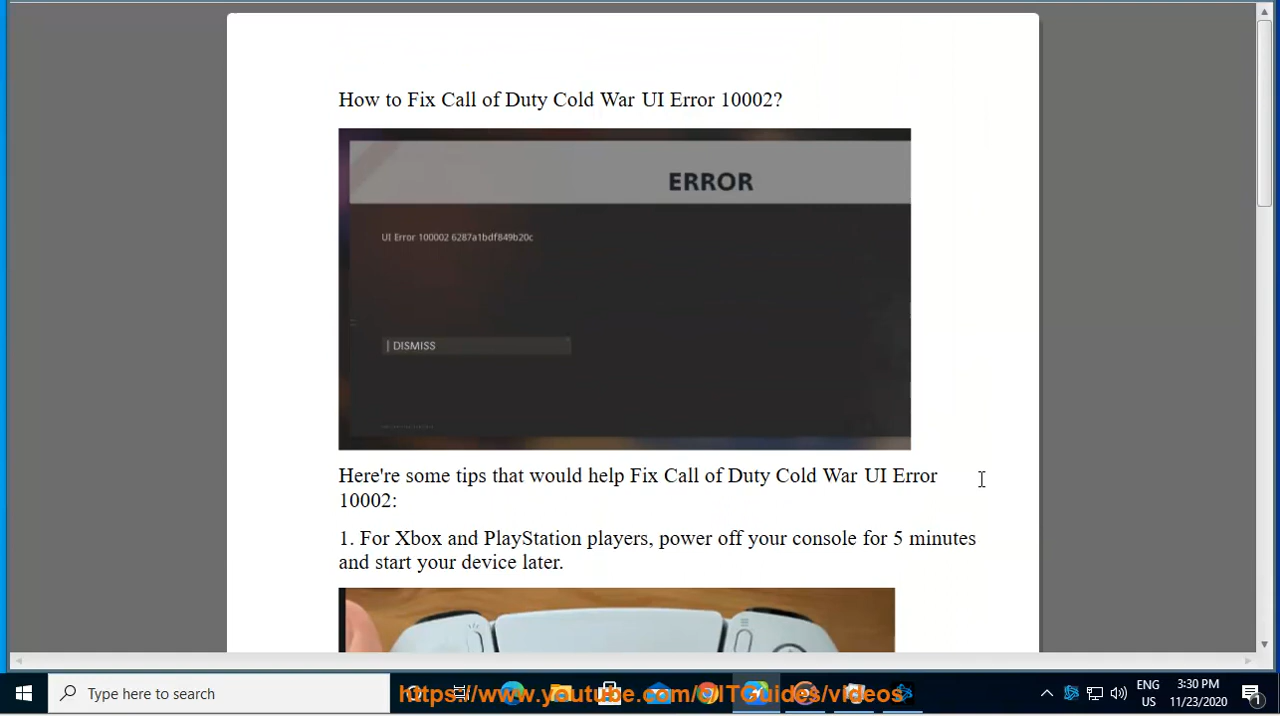 How to Fix Call of Duty Cold War UI Error 10002?
ERROR
UI Error 100002 6287a1bdf849b20c
| DISMISS
Here're some tips that would help Fix Call of Duty Cold War UI Error
10002:
1. For Xbox and PlayStation players, power off your console for 5 minutes
and start your device later.
Type here to search
https://www.youtube.com/c/ITGuides/videos
ENG
US
3:30 PM
11/23/2020
1